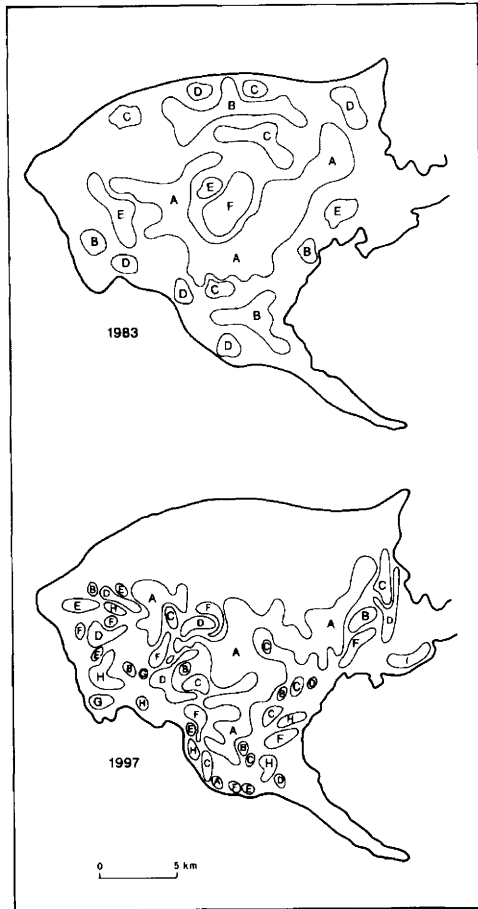 D C
B D
C
C
A
E
A E F E
B B
D A
C
D
B
1983
D
B D E A C
E H F C B
F F D A
D D
C
E F D A I
B G B
H D C B C D
G H F C H
E A F
H B
C C H
1997
A F E D
0 5 km